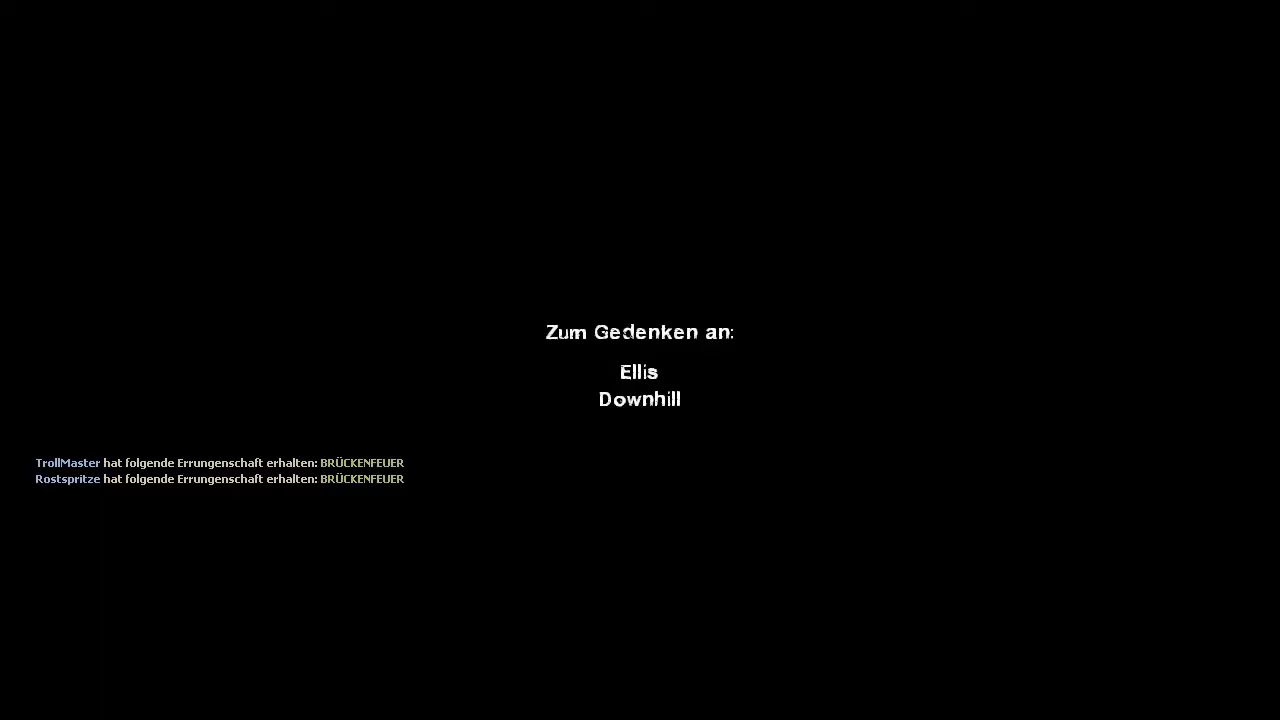 Zum Gedenken an:
Ellis
Downhill
TrollMaster hat folgende Errungenschaft erhalten: BRÜCKENFEUER
Rostspritze hat folgende Errungenschaft erhalten: BRÜCKENFEUER